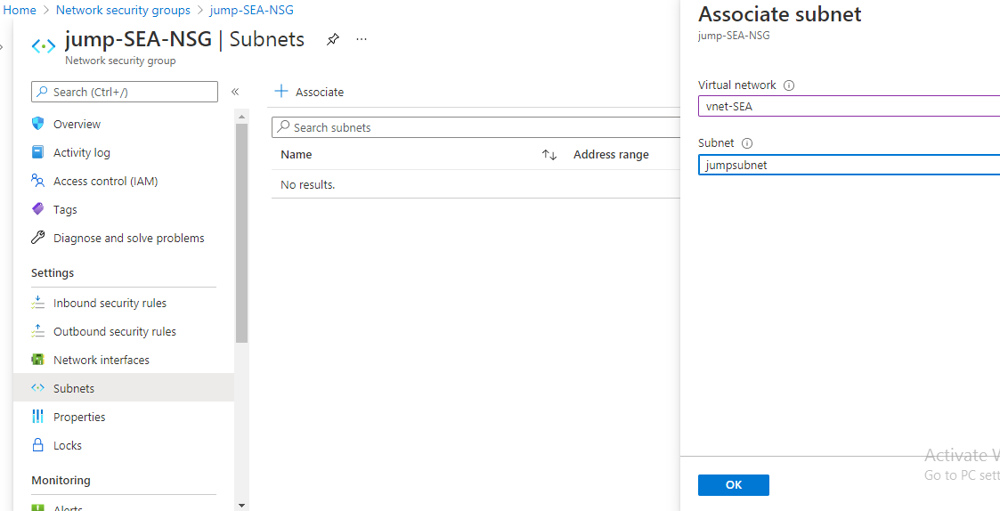 Home > Network security groups > jump-SEA-NSG
jump-SEA-NSG | Subnets
Network security group
Search (Ctrl+/)
Overview
Activity log
Access control (IAM)
Tags
Diagnose and solve problems
Settings
Inbound security rules
Outbound security rules
Network interfaces
Subnets
Properties
Locks
Monitoring
Alerts
+ Associate
Search subnets
Name Address range
No results.
Associate subnet
jump-SEA-NSG
Virtual network
vnet-SEA
Subnet
jumpsubnet
Activate
Go to PC
OK